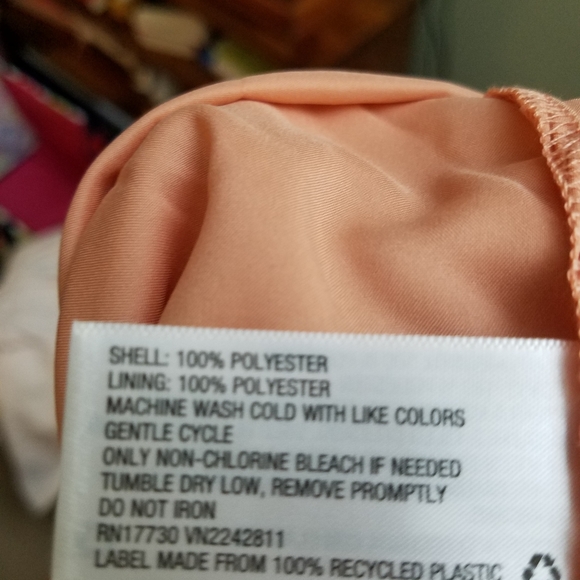 SHELL: 100% POLYESTER
LINING: 100% POLYESTER
MACHINE WASH COLD WITH LIKE COLORS
GENTLE CYCLE
ONLY NON-CHLORINE BLEACH IF NEEDED
TUMBLE DRY LOW, REMOVE PROMPTLY
DO NOT IRON
RN17730 VN2242811
LABEL MADE FROM 100% RECYCLED PLASTIC